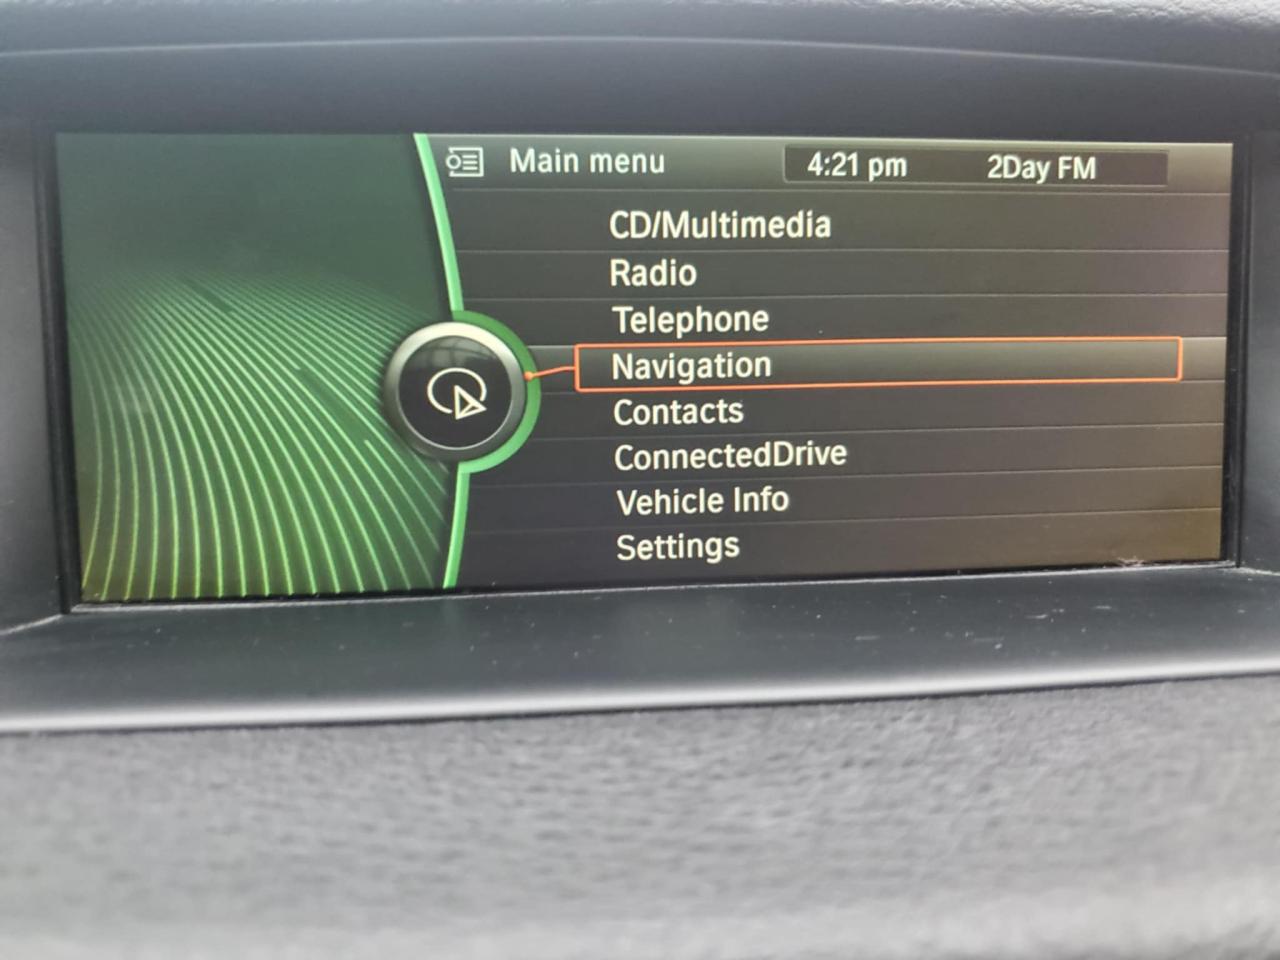 Main menu 4:21 pm 2Day FM
CD/Multimedia
Radio
Telephone
Navigation
Contacts
ConnectedDrive
Vehicle Info
Settings